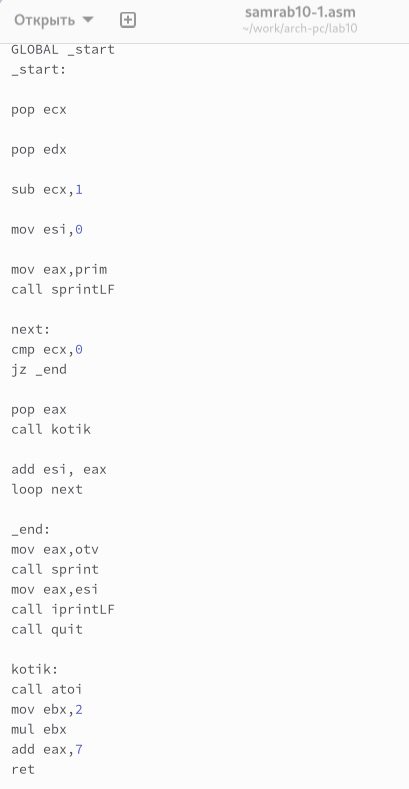 Открыть
samrab10-1.asm
~/work/arch-pc/lab10
GLOBAL _start
_start:
pop ecx
pop edx
sub ecx,1
mov esi,0
mov eax,prim
call sprintLF
next:
cmp ecx,0
jz _end
pop eax
call kotik
add esi, eax
loop next
_end:
mov eax,otv
call sprint
mov eax,esi
call iprintLF
call quit
kotik:
call atoi
mov ebx,2
mul ebx
add eax,7
ret